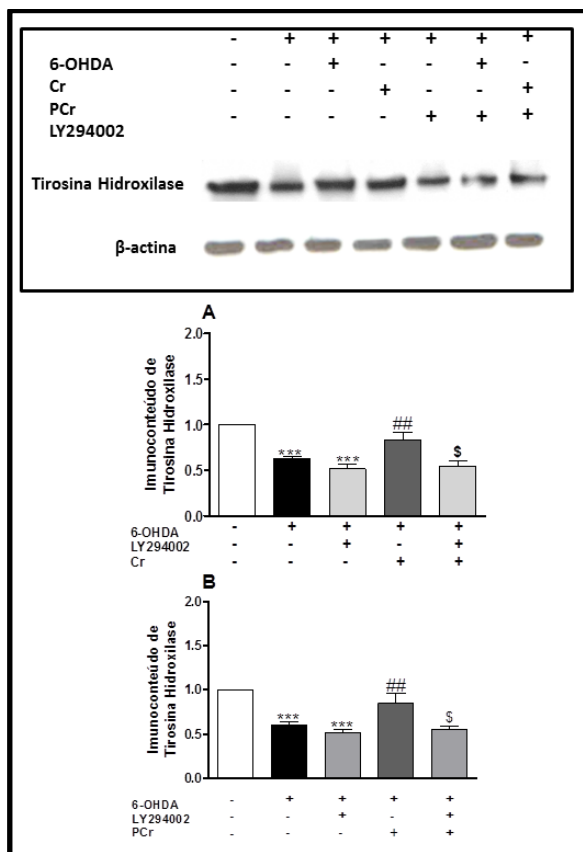 - + + + + + +
6-OHDA - - + - - + -
Cr - - - + - - +
PCr - - - - + + +
LY294002
Tirosina Hidroxilase
β-actina
A
Imunoconteúdo de
Tirosina Hidroxilase
2.0
1.5
1.0
0.5
0.0
*** *** ## $
6-OHDA - + + + +
LY294002 - - + - +
Cr - - - + +
B
Imunoconteúdo de
Tirosina Hidroxilase
2.0
1.5
1.0
0.5
0.0
*** *** ## $
6-OHDA - + + + +
LY294002 - - + - +
PCr - - - + +